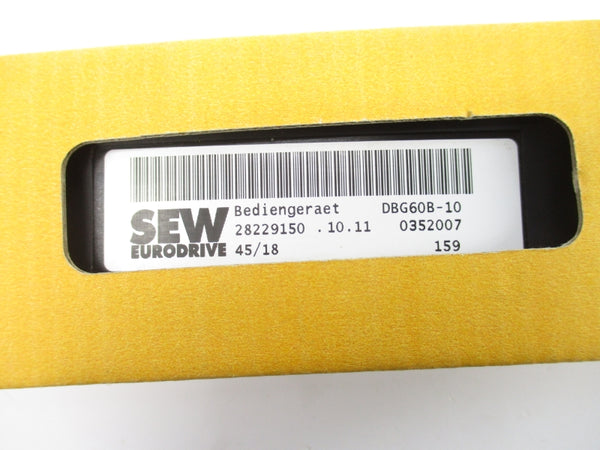 SEW
EURODRIVE
Bediengeraet DBG60B-10
28229150 .10.11 0352007
45/18 159